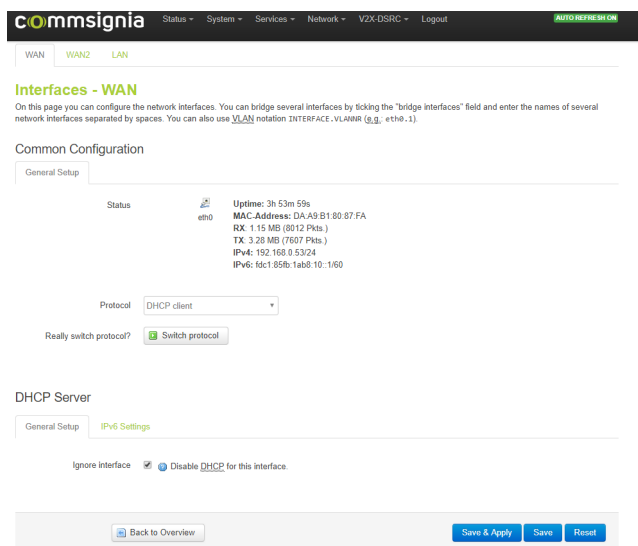 commsignia Status System Services Network V2X-DSRC Logout AUTO REFRESH ON
WAN WAN2 LAN
Interfaces - WAN
On this page you can configure the network interfaces. You can bridge several interfaces by ticking the "bridge interfaces" field and enter the names of several
network interfaces separated by spaces. You can also use VLAN notation INTERFACE.VLANNR (e.g.: eth0.1).
Common Configuration
General Setup
Status
eth0
Uptime: 3h 53m 59s
MAC-Address: DA:A9:B1:80:87:FA
RX: 1.15 MB (8012 Pkts.)
TX: 3.28 MB (7607 Pkts.)
IPv4: 192.168.0.53/24
IPv6: fdc1:85fb:1ab8:10::1/60
Protocol DHCP client
Really switch protocol? Switch protocol
DHCP Server
General Setup IPv6 Settings
Ignore interface Disable DHCP for this interface.
Back to Overview Save & Apply Save Reset